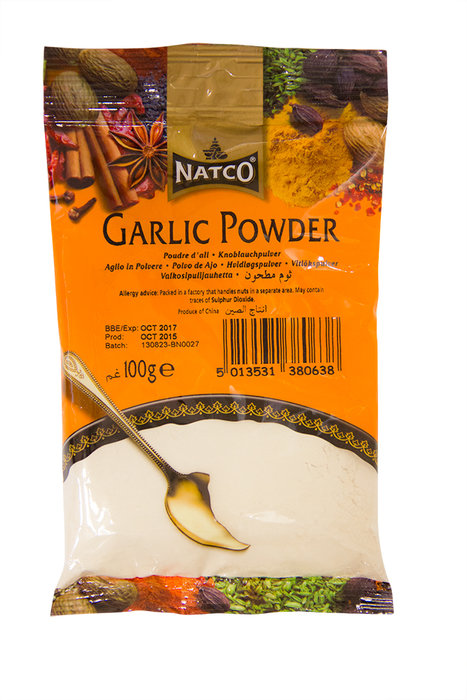 NATCO®
GARLIC POWDER
Poudre d'ail • Knoblauchpulver
Aglio in Polvere • Polvo de Ajo • Hvidløgspulver • Vitlökspulver
Valkosipulijauhetta • ثوم مطحون
Allergy advice: Packed in a factory that handles nuts in a separate area. May contain
traces of Sulphur Dioxide.
Produce of China انتاج الصين
BBE/Exp: OCT 2017
Prod: OCT 2015
Batch: 130823-BN0027
غم 100g e
5 013531 380638